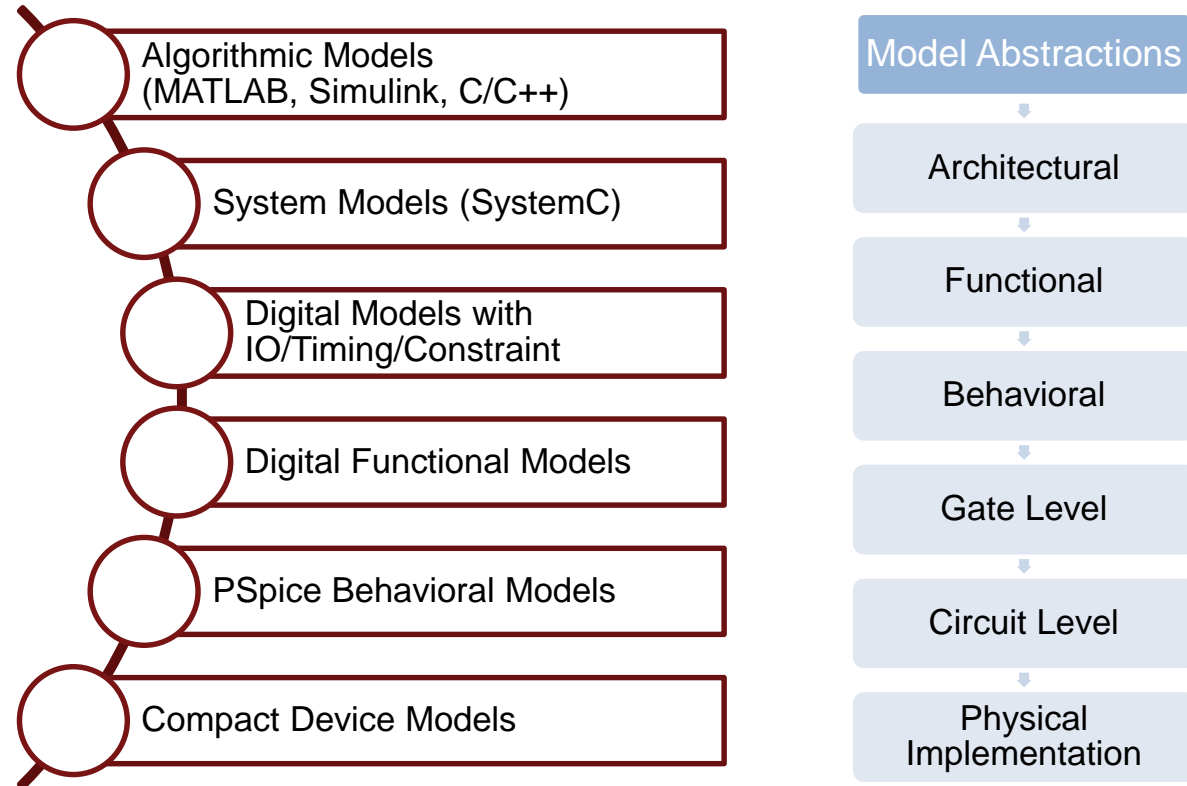 Algorithmic Models
(MATLAB, Simulink, C/C++)
System Models (SystemC)
Digital Models with
IO/Timing/Constraint
Digital Functional Models
PSpice Behavioral Models
Compact Device Models
Model Abstractions
Architectural
Functional
Behavioral
Gate Level
Circuit Level
Physical
Implementation